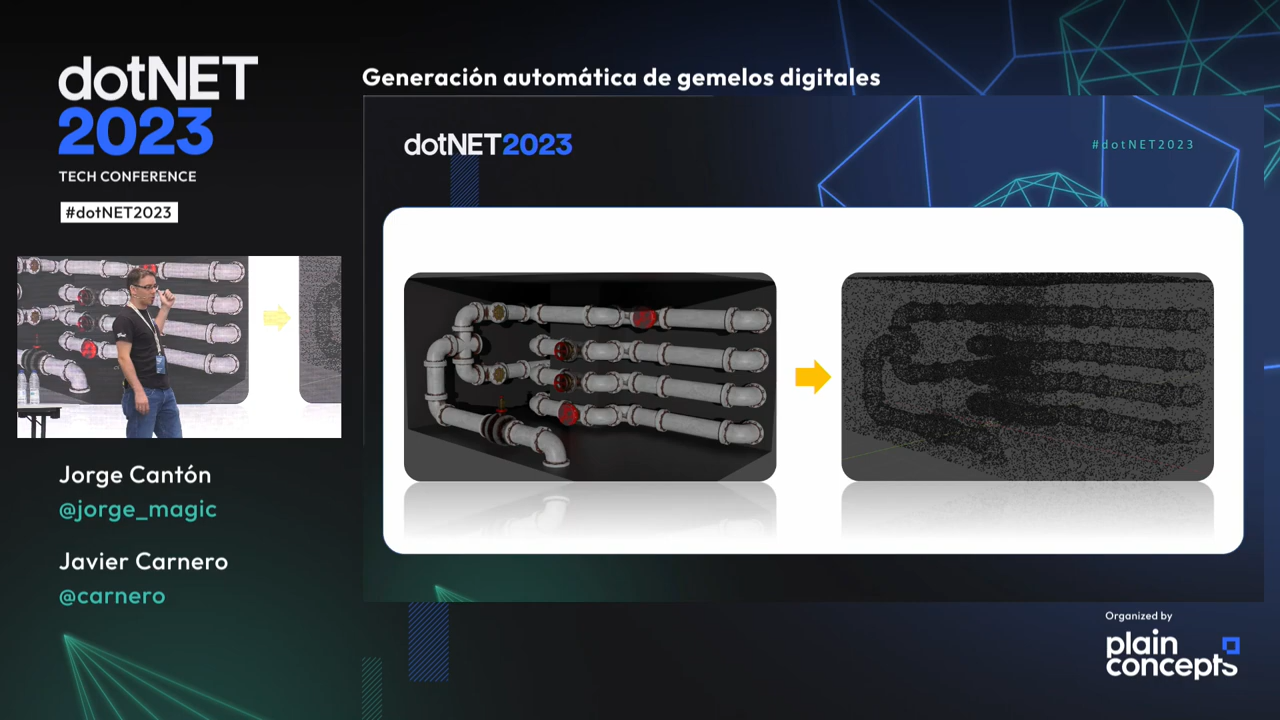 dotNET
2023
TECH CONFERENCE
#dotNET2023
Generación automática de gemelos digitales
dotNET2023
#dotNET2023
Jorge Cantón
@jorge_magic
Javier Carnero
@carnero
Organized by
plain
concepts